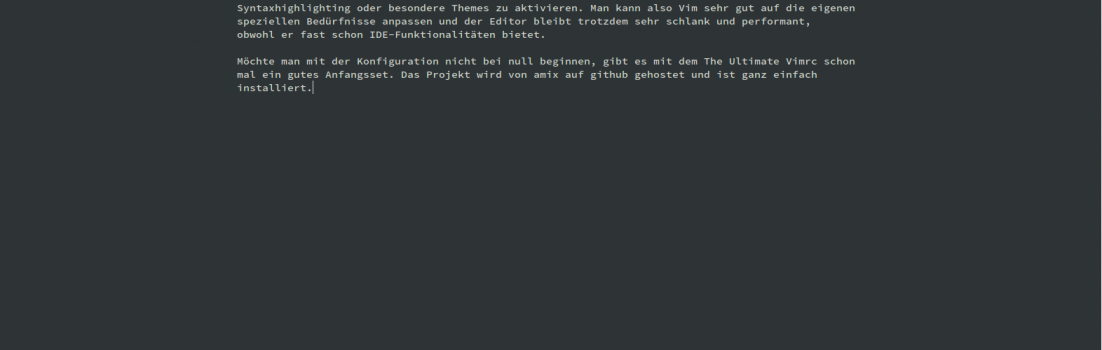 Syntaxhighlighting oder besondere Themes zu aktivieren. Man kann also Vim sehr gut auf die eigenen
speziellen Bedürfnisse anpassen und der Editor bleibt trotzdem sehr schlank und performant,
obwohl er fast schon IDE-Funktionalitäten bietet.
Möchte man mit der Konfiguration nicht bei null beginnen, gibt es mit dem The Ultimate Vimrc schon
mal ein gutes Anfangsset. Das Projekt wird von amix auf github gehostet und ist ganz einfach
installiert.